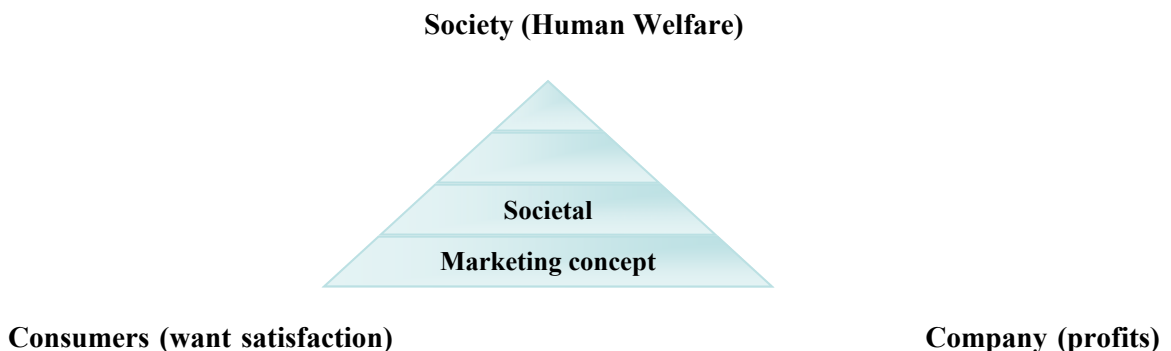 Society (Human Welfare)
Societal
Marketing concept
Consumers (want satisfaction)
Company (profits)